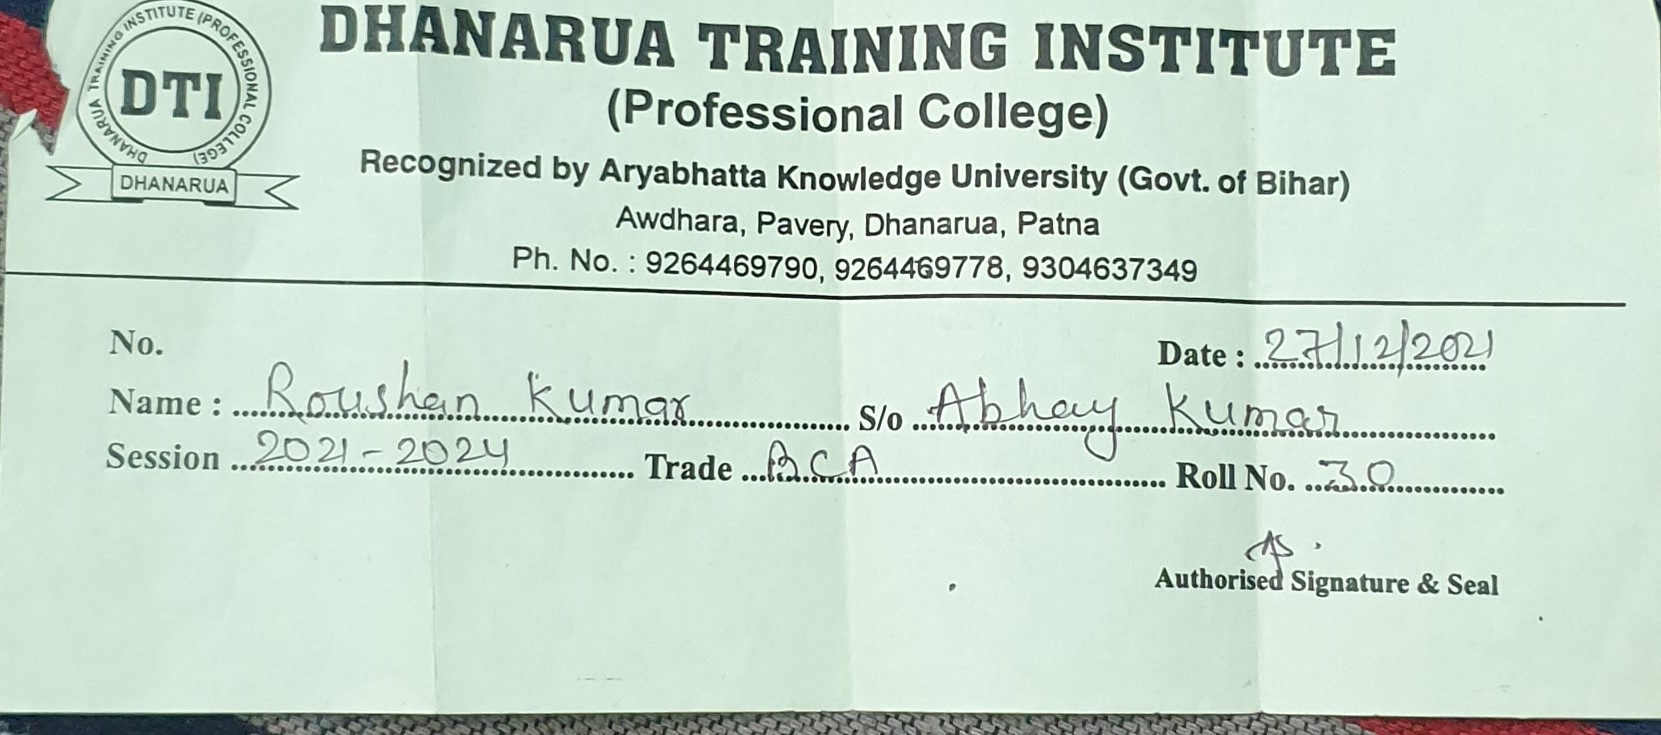 DHANARUA TRAINING INSTITUTE (PROFESSIONAL COLLEGE)
DTI
DHANARUA
DHANARUA
DHANARUA TRAINING INSTITUTE
(Professional College)
Recognized by Aryabhatta Knowledge University (Govt. of Bihar)
Awdhara, Pavery, Dhanarua, Patna
Ph. No. : 9264469790, 9264469778, 9304637349
No.
Date : 27/12/2021
Name : Roushan Kumar S/o Abhay Kumar
Session 2021-2024 Trade BCA Roll No. 30
Authorised Signature & Seal